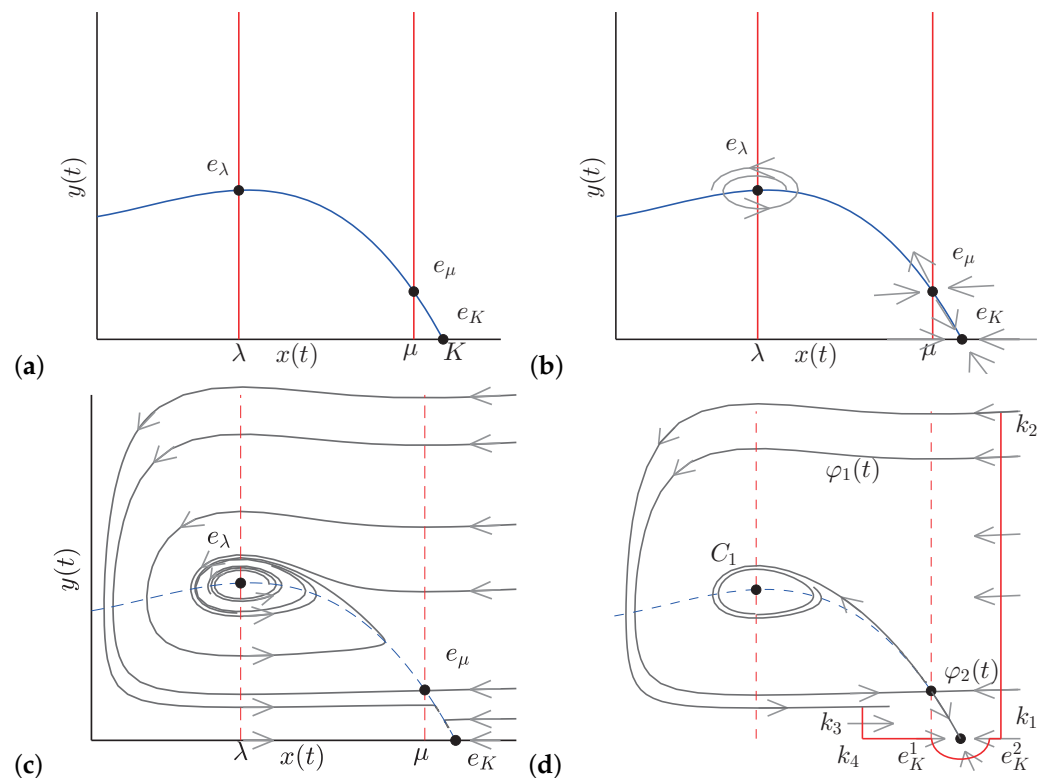 y(t)
e_λ
e_μ
e_K
λ
x(t)
μ
K
(a)
y(t)
e_λ
e_μ
e_K
λ
x(t)
μ
(b)
y(t)
e_λ
e_μ
λ
x(t)
μ
e_K
(c)
k_2
φ_1(t)
C_1
φ_2(t)
k_3
k_1
k_4
e_K^1
e_K^2
(d)